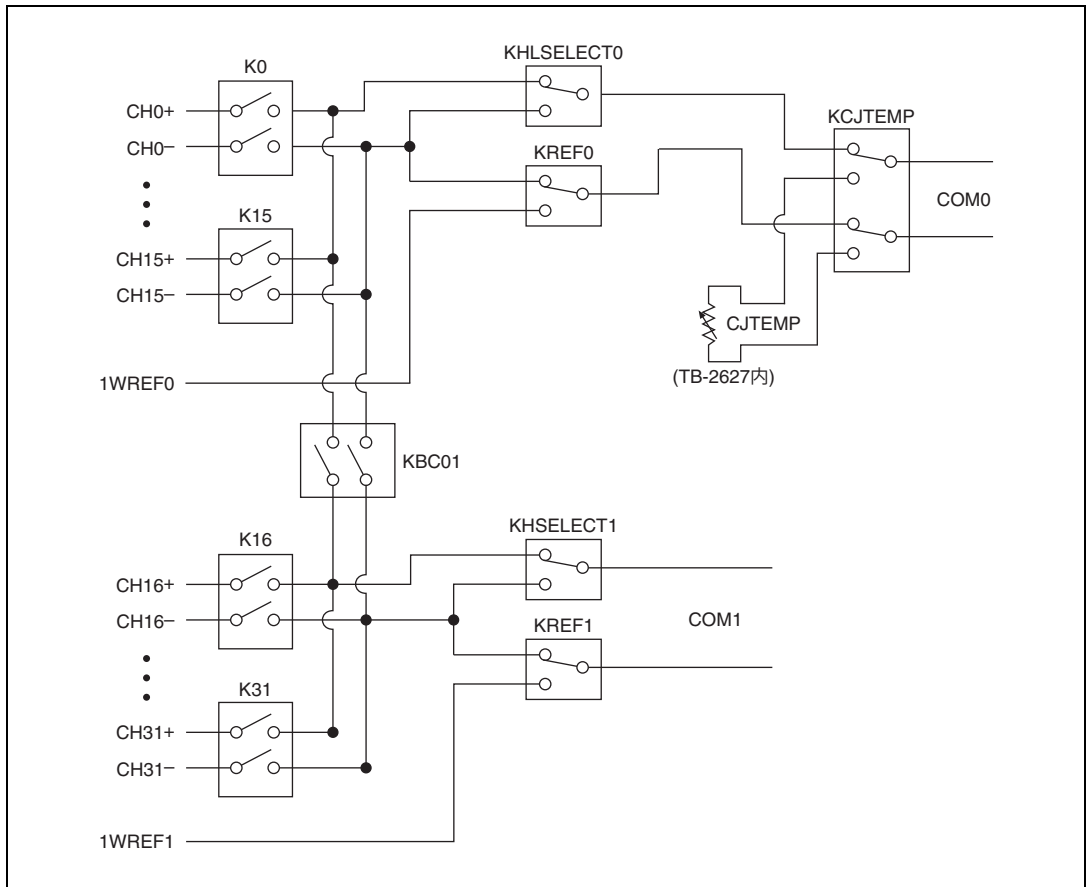 K0
KHLSELECT0
CH0+
CH0−
KCJTEMP
KREF0
COM0
K15
CH15+
CH15−
CJTEMP
(TB-2627内)
1WREF0
KBC01
K16
KHSELECT1
CH16+
CH16−
COM1
KREF1
K31
CH31+
CH31−
1WREF1